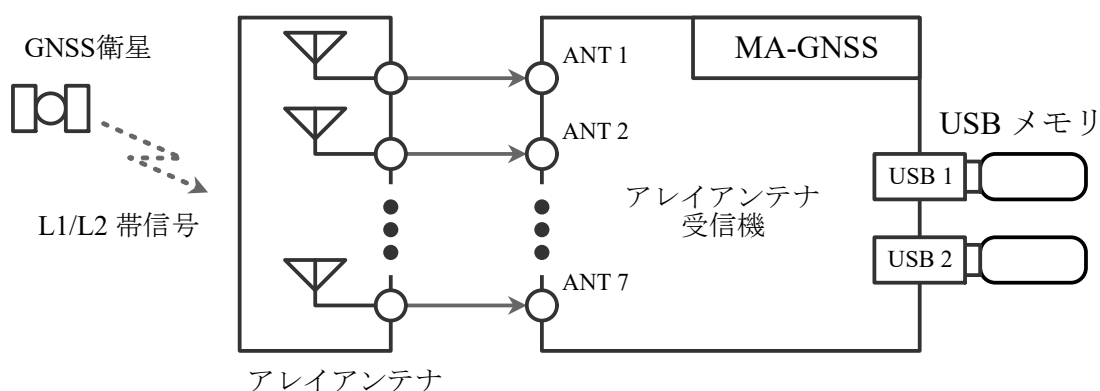 GNSS衛星
L1/L2 帯信号
アレイアンテナ
ANT 1
ANT 2
ANT 7
MA-GNSS
アレイアンテナ
受信機
USB メモリ
USB 1
USB 2